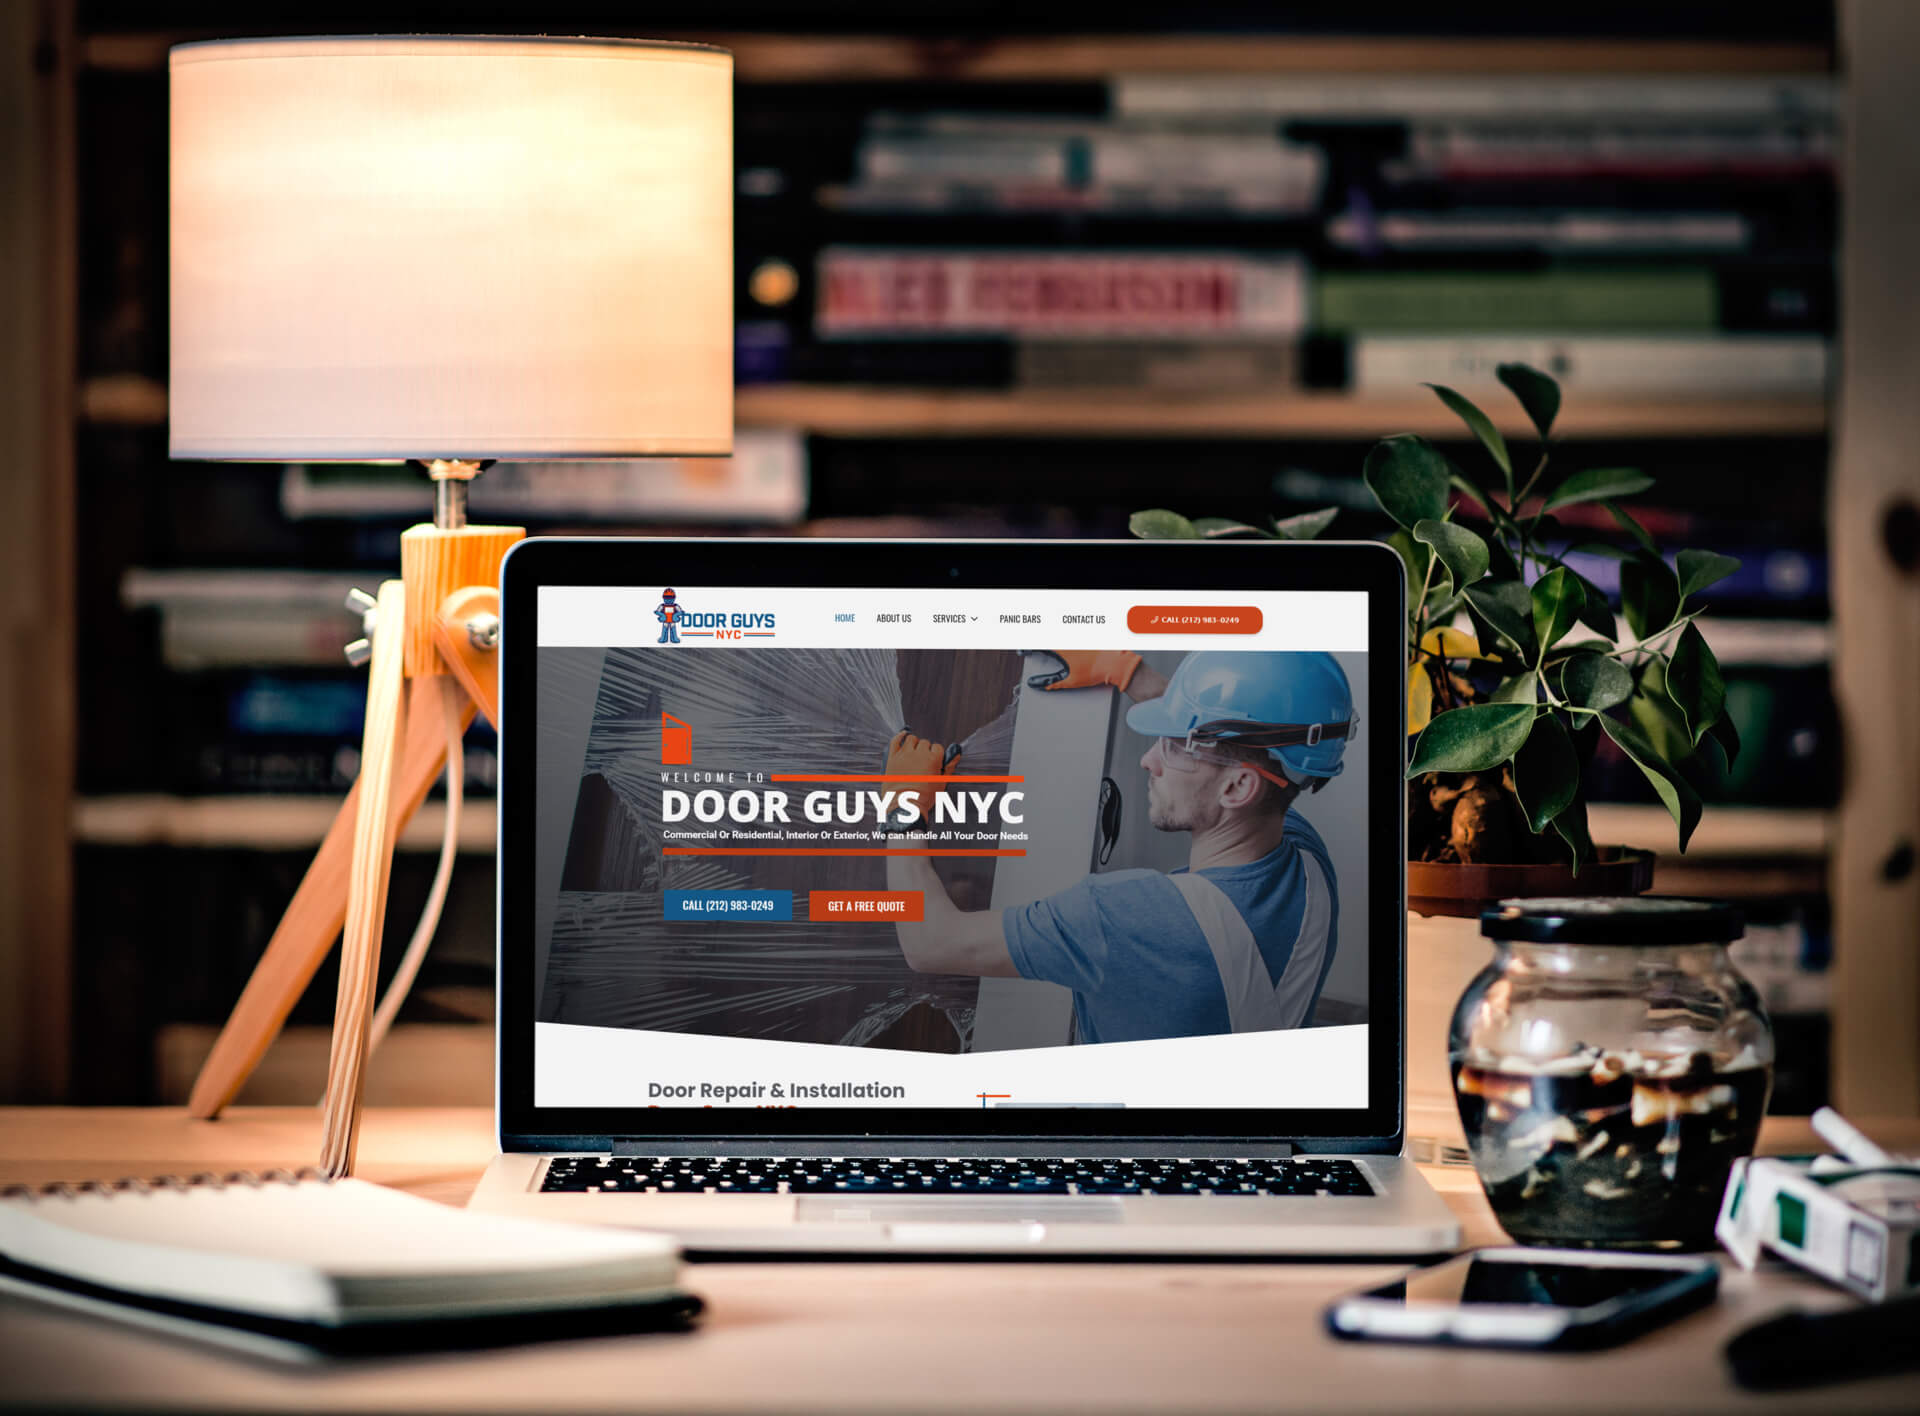 ALEX FERGUSON
DOOR GUYS
NYC
HOME
ABOUT US
SERVICES
PANIC BARS
CONTACT US
CALL (212) 983-0249
WELCOME TO
DOOR GUYS NYC
Commercial Or Residential, Interior Or Exterior, We can Handle All Your Door Needs
CALL (212) 983-0249
GET A FREE QUOTE
Door Repair & Installation